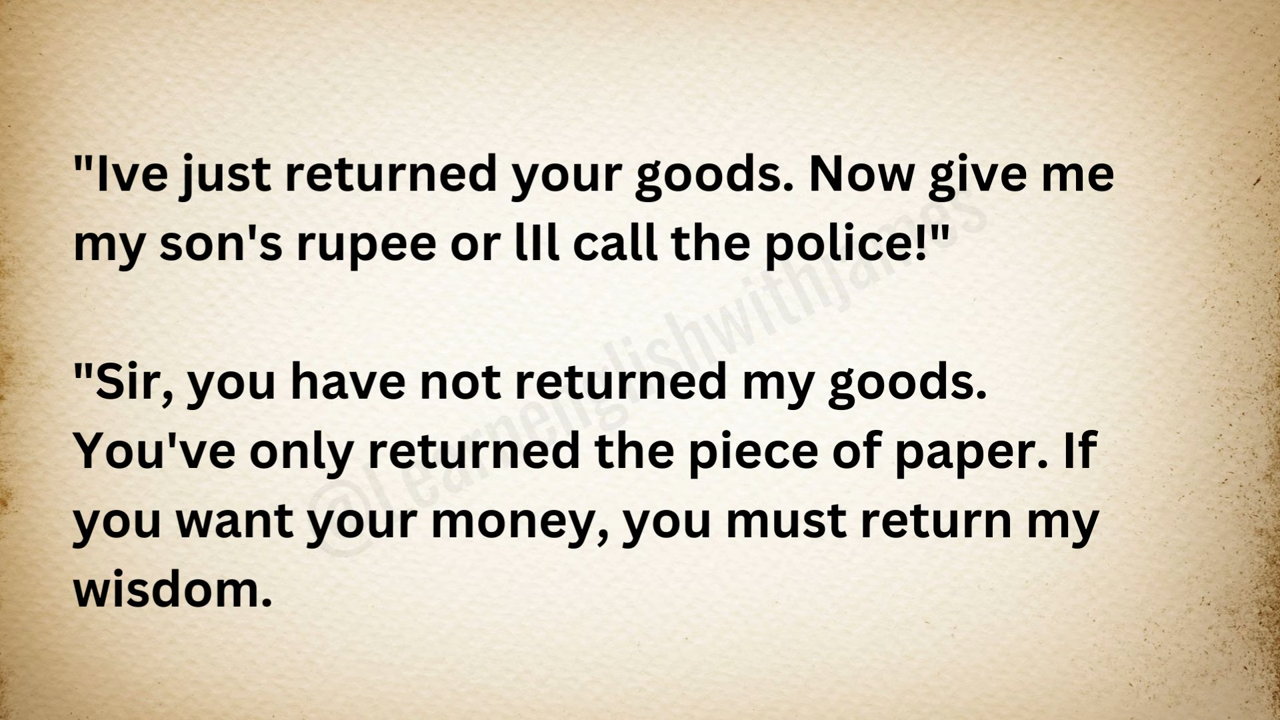 "Ive just returned your goods. Now give me
my son's rupee or lIl call the police!"
"Sir, you have not returned my goods.
You've only returned the piece of paper. If
you want your money, you must return my
wisdom.
@Learnenglishwithjames